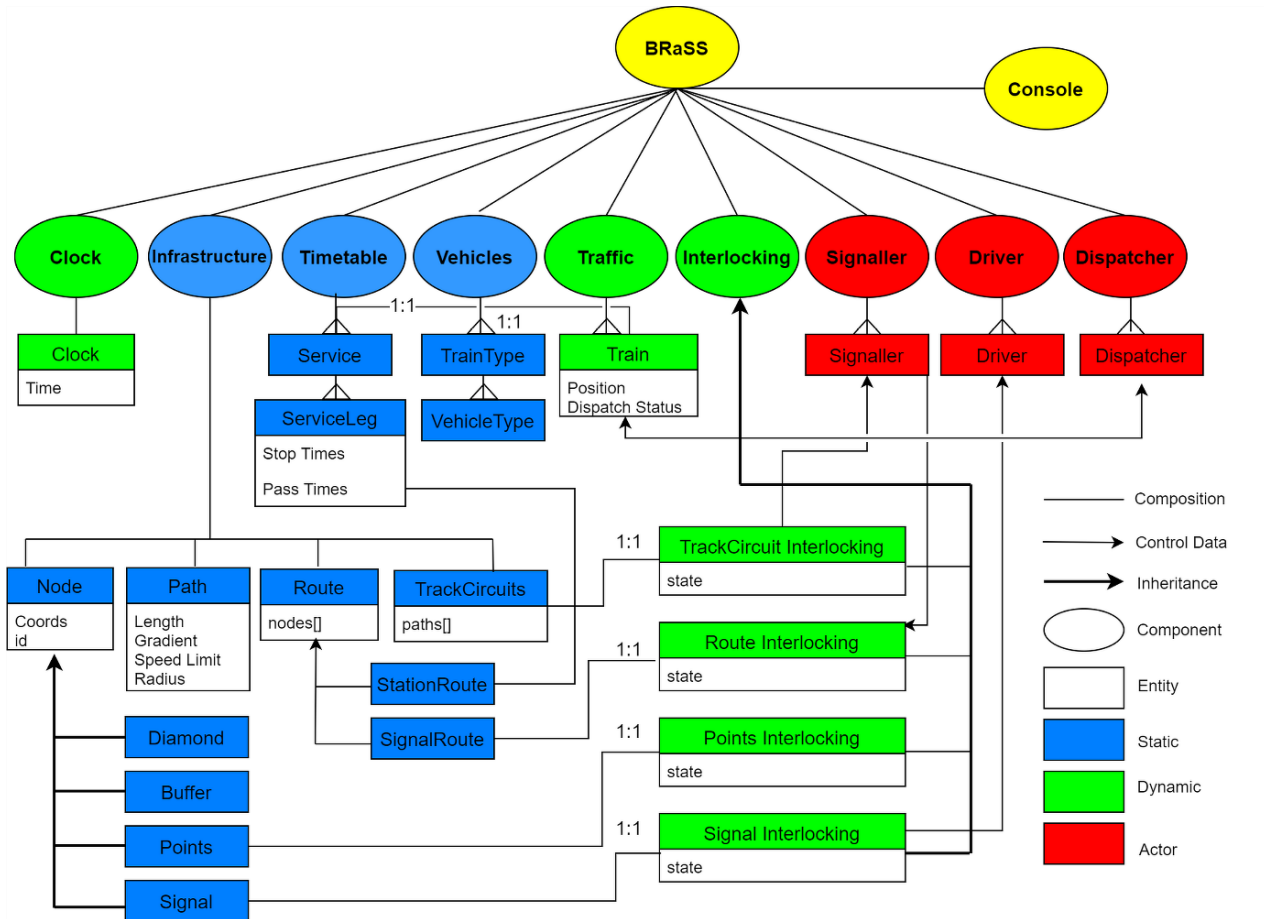 BRaSS
Console
Clock
Infrastructure
Timetable
Vehicles
Traffic
Interlocking
Signaller
Driver
Dispatcher
1:1
1:1
Clock
Time
Service
TrainType
Train
Position
Dispatch Status
Signaller
Driver
Dispatcher
ServiceLeg
Stop Times
Pass Times
VehicleType
Node
Coords
id
Path
Length
Gradient
Speed Limit
Radius
Route
nodes[]
TrackCircuits
paths[]
StationRoute
SignalRoute
Diamond
Buffer
Points
Signal
1:1
TrackCircuit Interlocking
state
1:1
Route Interlocking
state
1:1
Points Interlocking
state
1:1
Signal Interlocking
state
Composition
Control Data
Inheritance
Component
Entity
Static
Dynamic
Actor